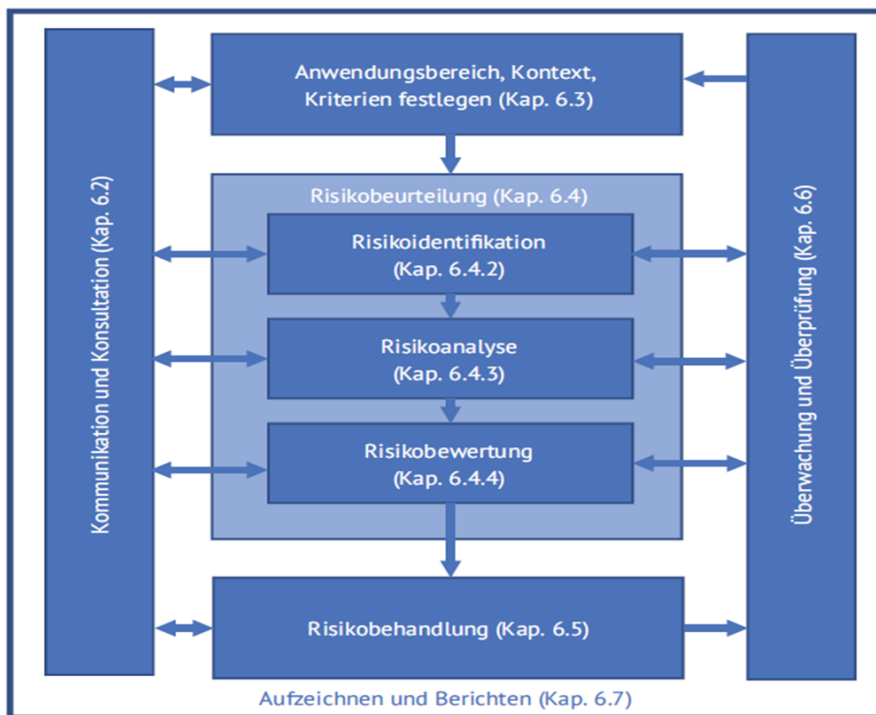 Kommunikation und Konsultation (Kap. 6.2)
Anwendungsbereich, Kontext,
Kriterien festlegen (Kap. 6.3)
Risikobeurteilung (Kap. 6.4)
Risikoidentifikation
(Kap. 6.4.2)
Risikoanalyse
(Kap. 6.4.3)
Risikobewertung
(Kap. 6.4.4)
Risikobehandlung (Kap. 6.5)
Überwachung und Überprüfung (Kap. 6.6)
Aufzeichnen und Berichten (Kap. 6.7)